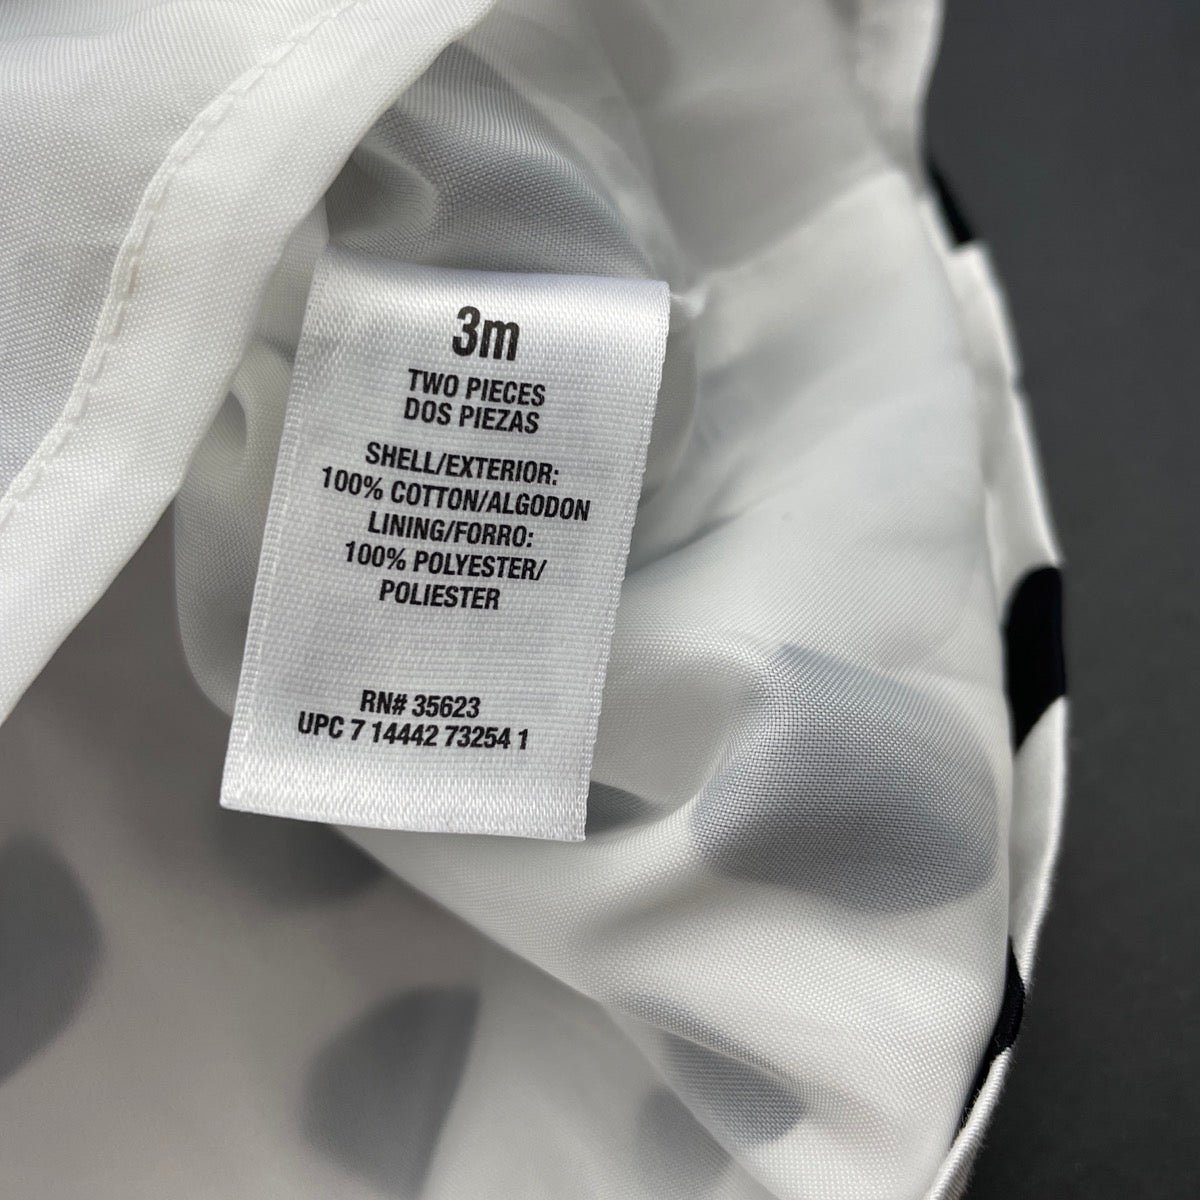 3m
TWO PIECES
DOS PIEZAS
SHELL/EXTERIOR:
100% COTTON/ALGODON
LINING/FORRO:
100% POLYESTER/
POLIESTER
RN# 35623
UPC 7 14442 73254 1